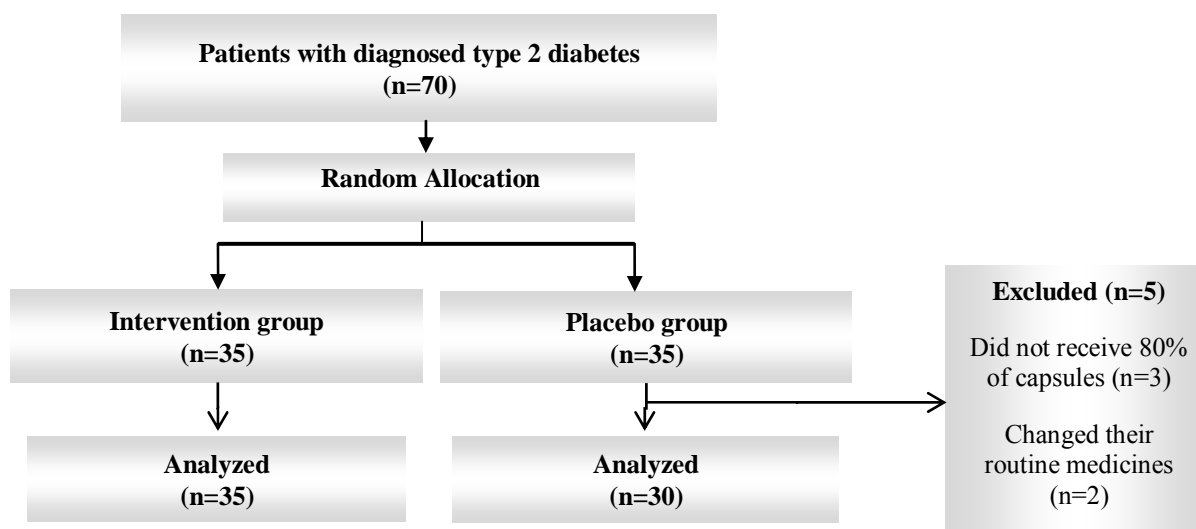 Patients with diagnosed type 2 diabetes
(n=70)
Random Allocation
Intervention group
(n=35)
Placebo group
(n=35)
Excluded (n=5)
Did not receive 80%
of capsules (n=3)
Changed their
routine medicines
(n=2)
Analyzed
(n=35)
Analyzed
(n=30)